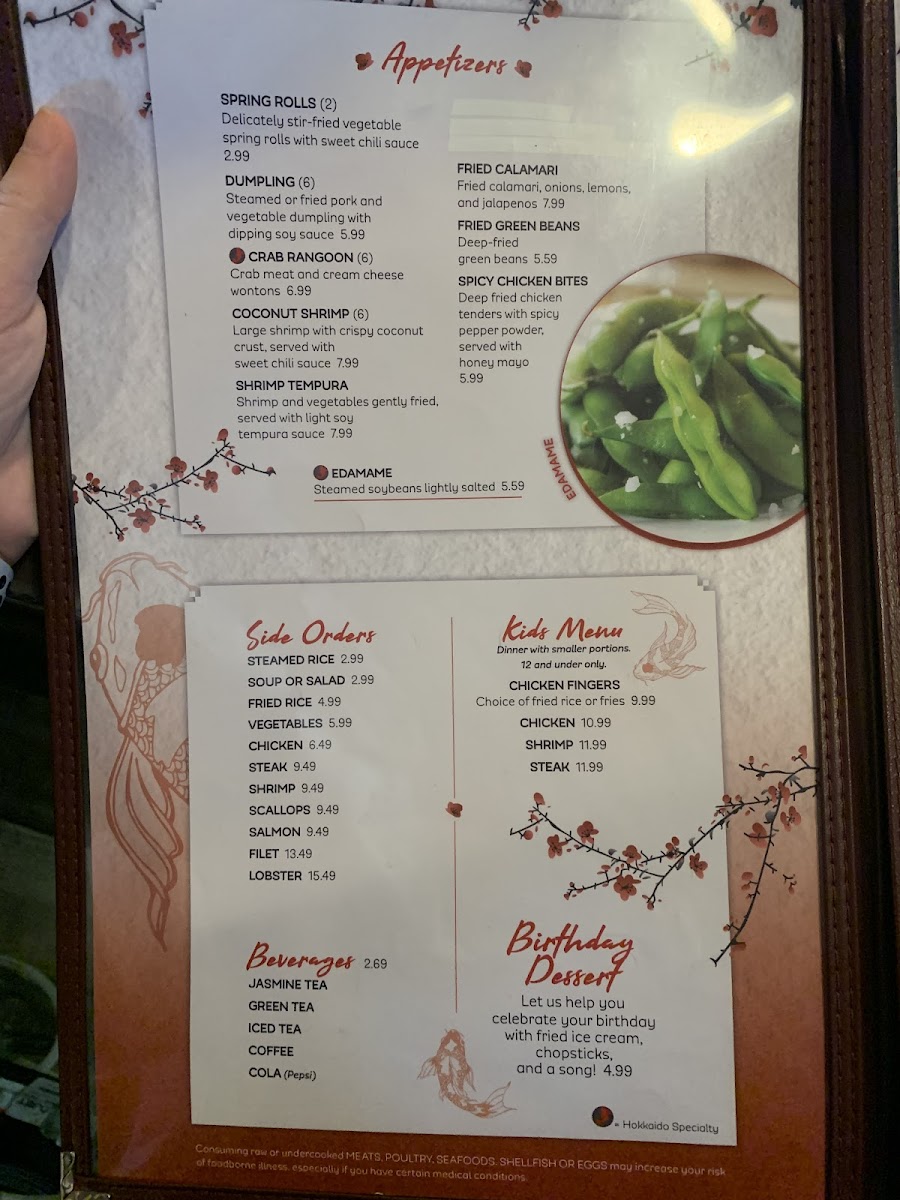 Appetizers
SPRING ROLLS (2)
Delicately stir-fried vegetable
spring rolls with sweet chili sauce
2.99
DUMPLING (6)
Steamed or fried pork and
vegetable dumpling with
dipping soy sauce 5.99
CRAB RANGOON (6)
Crab meat and cream cheese
wontons 6.99
COCONUT SHRIMP (6)
Large shrimp with crispy coconut
crust, served with
sweet chili sauce 7.99
SHRIMP TEMPURA
Shrimp and vegetables gently fried,
served with light soy
tempura sauce 7.99
FRIED CALAMARI
Fried calamari, onions, lemons,
and jalapenos 7.99
FRIED GREEN BEANS
Deep-fried
green beans 5.59
SPICY CHICKEN BITES
Deep fried chicken
tenders with spicy
pepper powder,
served with
honey mayo
5.99
EDAMAME
Steamed soybeans lightly salted 5.59
EDAMAME
Side Orders
STEAMED RICE 2.99
SOUP OR SALAD 2.99
FRIED RICE 4.99
VEGETABLES 5.99
CHICKEN 6.49
STEAK 9.49
SHRIMP 9.49
SCALLOPS 9.49
SALMON 9.49
FILET 13.49
LOBSTER 15.49
Beverages 2.69
JASMINE TEA
GREEN TEA
ICED TEA
COFFEE
COLA (Pepsi)
Kids Menu
Dinner with smaller portions.
12 and under only.
CHICKEN FINGERS
Choice of fried rice or fries 9.99
CHICKEN 10.99
SHRIMP 11.99
STEAK 11.99
Birthday
Dessert
Let us help you
celebrate your birthday
with fried ice cream,
chopsticks,
and a song! 4.99
= Hokkaido Specialty
Consuming raw or undercooked MEATS, POULTRY, SEAFOODS, SHELLFISH OR EGGS may increase your risk
of foodborne illness, especially if you have certain medical conditions.